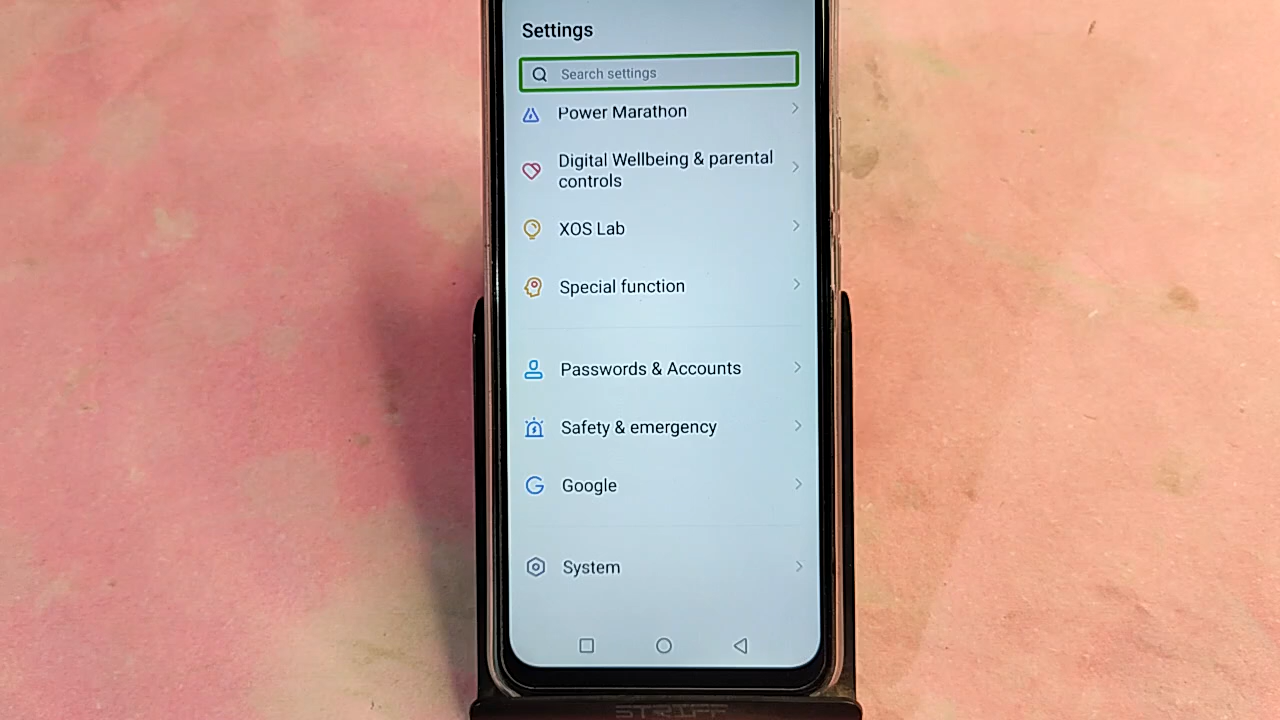 Settings
Search settings
Power Marathon
Digital Wellbeing & parental
controls
XOS Lab
Special function
Passwords & Accounts
Safety & emergency
Google
System
STRIFF